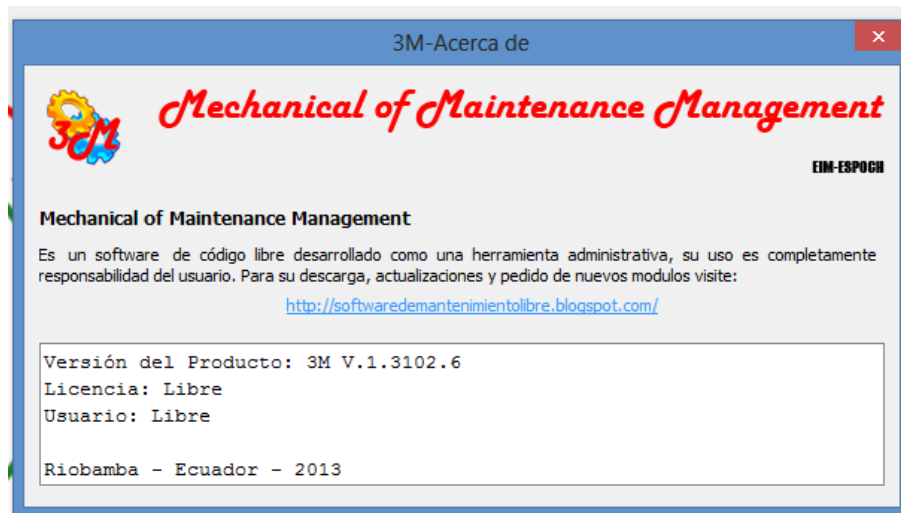 3M-Acerca de
3M
Mechanical of Maintenance Management
EIM-ESPOCH
Mechanical of Maintenance Management
Es un software de código libre desarrollado como una herramienta administrativa, su uso es completamente
responsabilidad del usuario. Para su descarga, actualizaciones y pedido de nuevos modulos visite:
http://softwaredemantenimientolibre.blogspot.com/
Versión del Producto: 3M V.1.3102.6
Licencia: Libre
Usuario: Libre
Riobamba - Ecuador - 2013